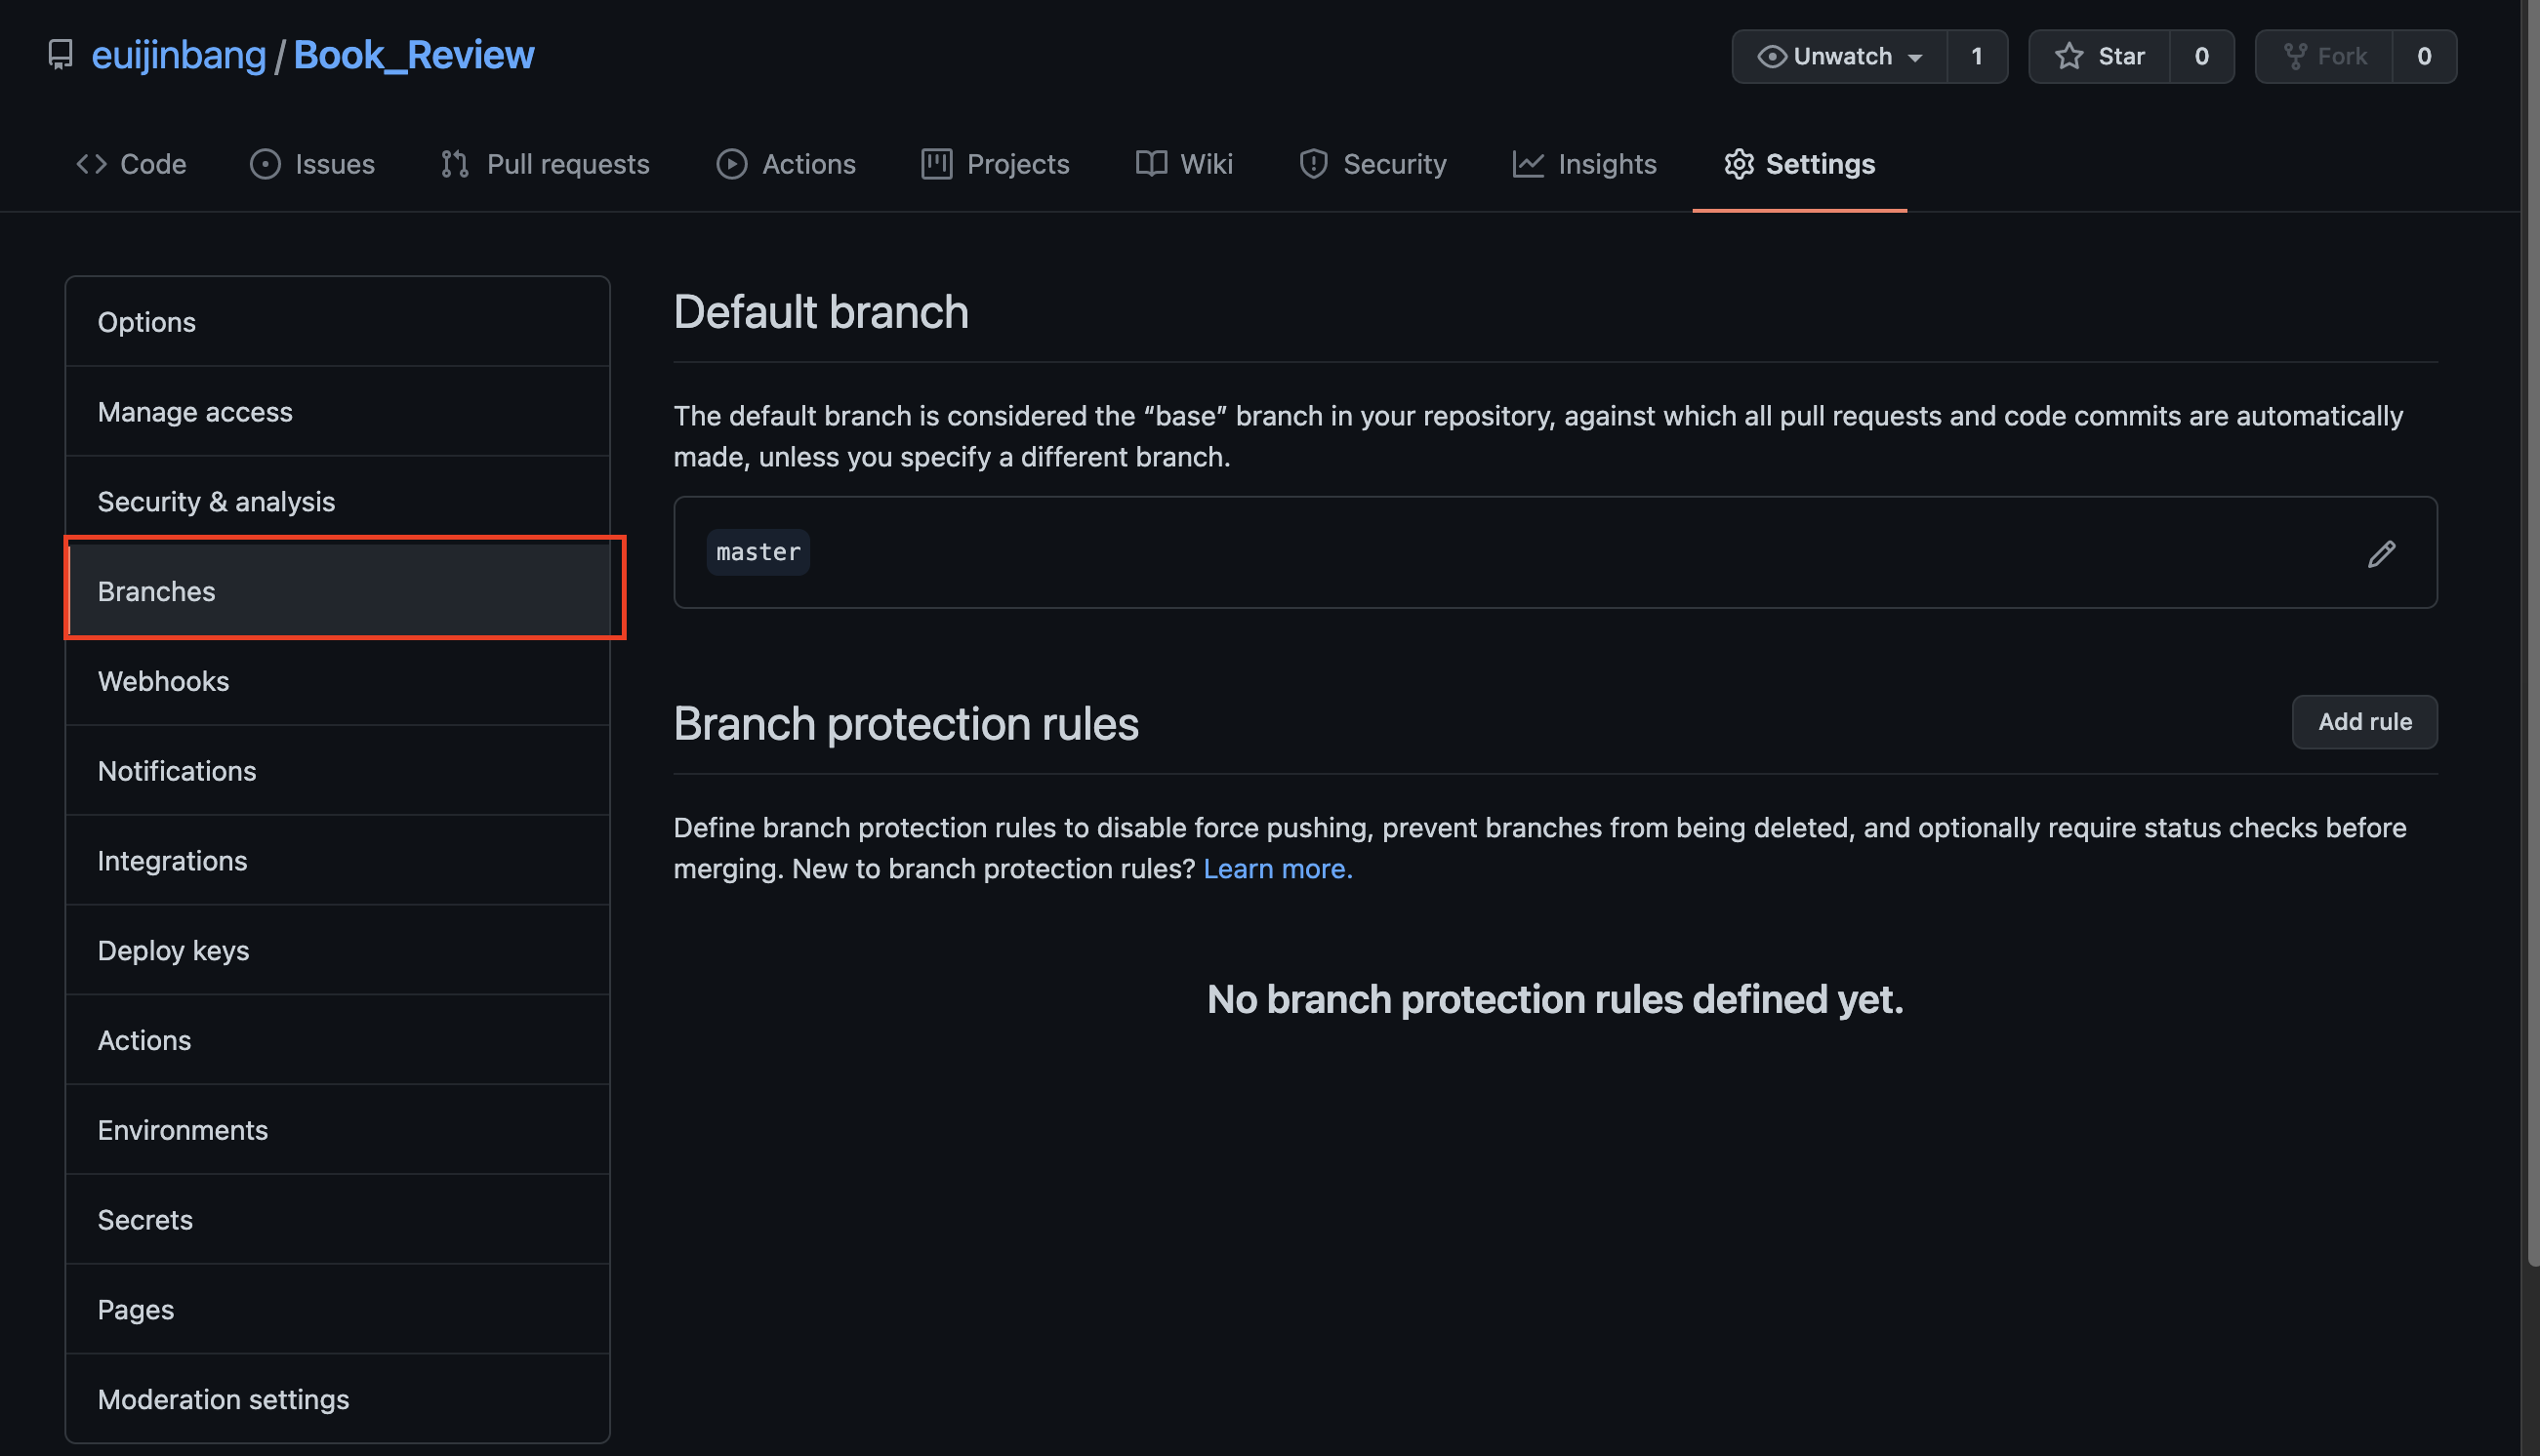 euijinbang / Book_Review
Unwatch 1
Star 0
Fork 0
Code
Issues
Pull requests
Actions
Projects
Wiki
Security
Insights
Settings
Options
Manage access
Security & analysis
Branches
Webhooks
Notifications
Integrations
Deploy keys
Actions
Environments
Secrets
Pages
Moderation settings
Default branch
The default branch is considered the “base” branch in your repository, against which all pull requests and code commits are automatically
made, unless you specify a different branch.
master
Branch protection rules
Add rule
Define branch protection rules to disable force pushing, prevent branches from being deleted, and optionally require status checks before
merging. New to branch protection rules? Learn more.
No branch protection rules defined yet.